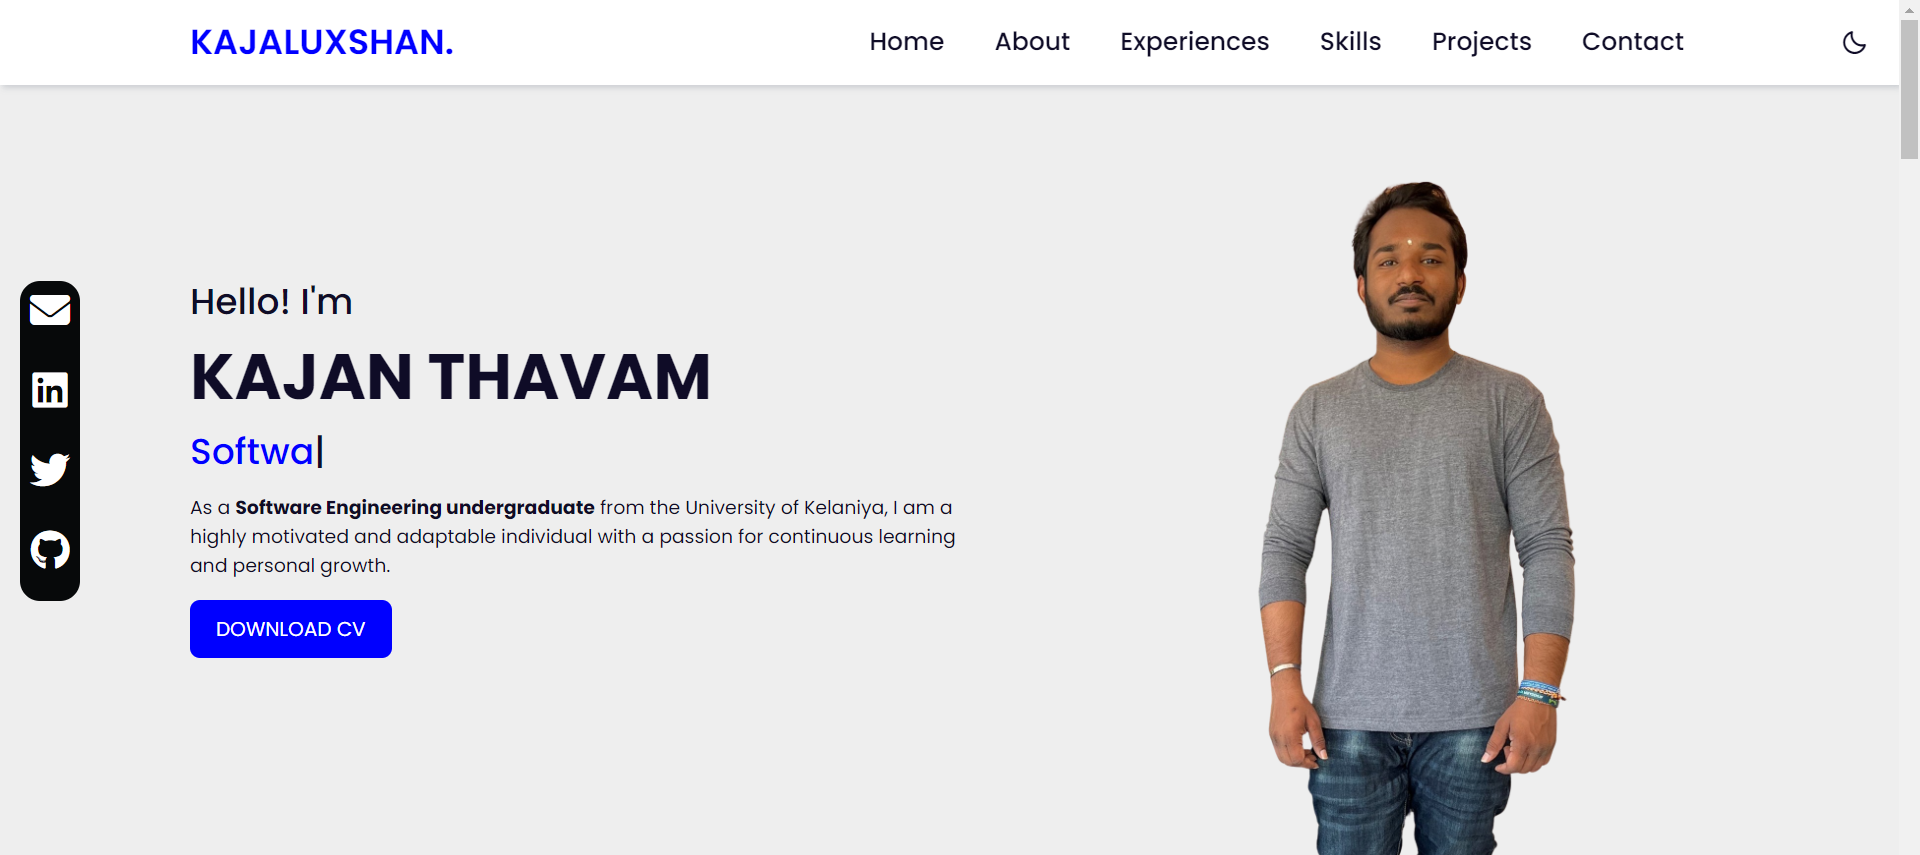 KAJALUXSHAN.
Home About Experiences Skills Projects Contact
Hello! I'm
KAJAN THAVAM
Softwa|
As a Software Engineering undergraduate from the University of Kelaniya, I am a
highly motivated and adaptable individual with a passion for continuous learning
and personal growth.
DOWNLOAD CV
in